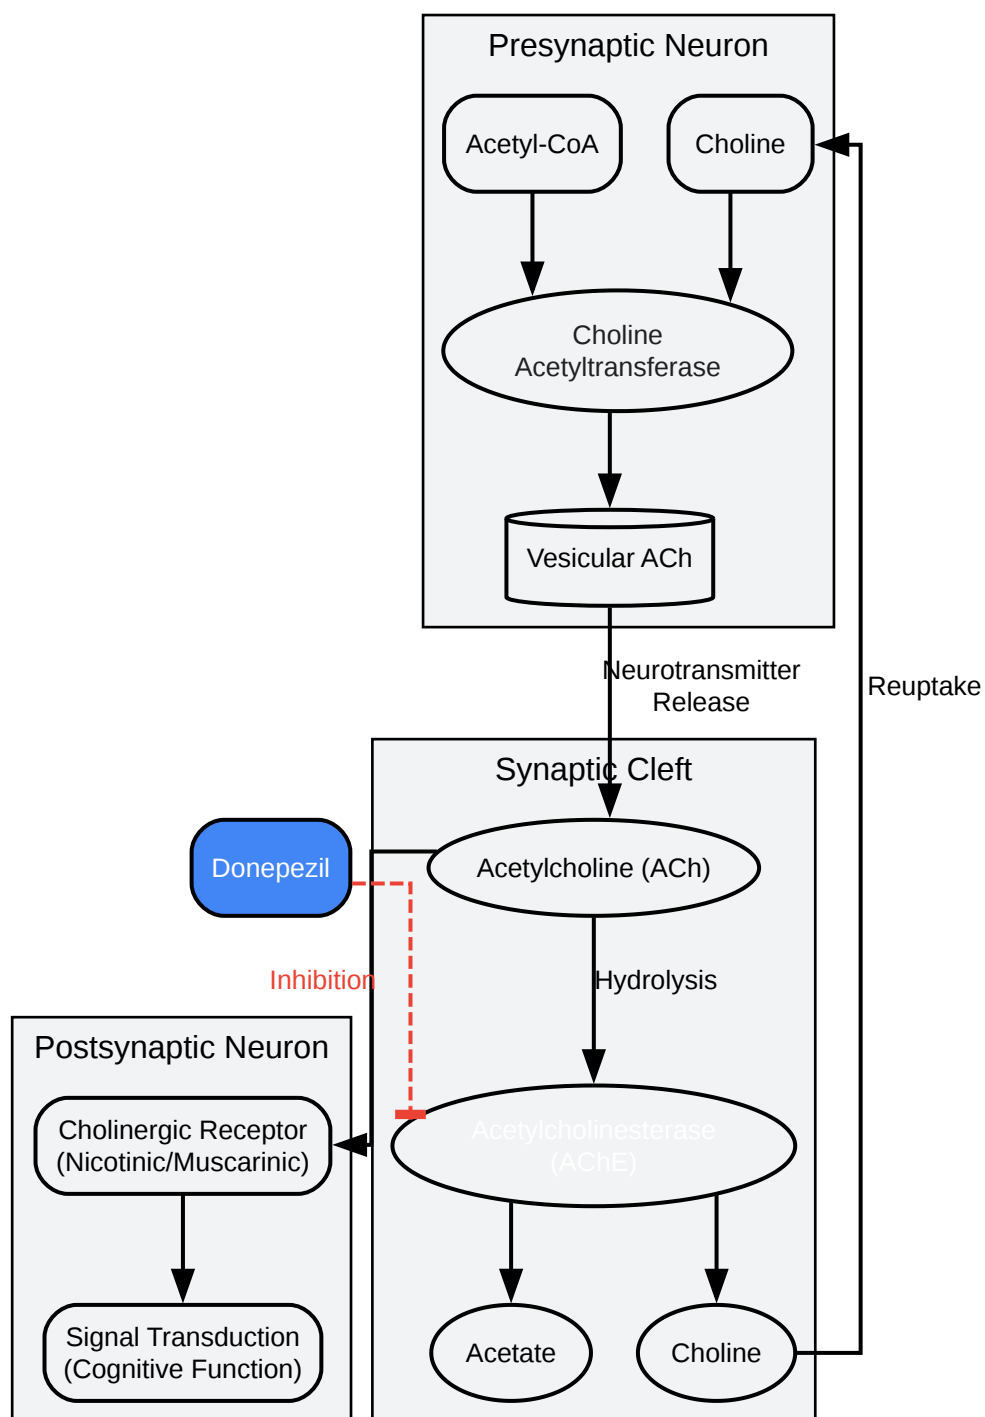 Presynaptic Neuron
Acetyl-CoA
Choline
Choline
Acetyltransferase
Vesicular ACh
Neurotransmitter
Release
Reuptake
Synaptic Cleft
Donepezil
Acetylcholine (ACh)
Inhibition
Hydrolysis
Postsynaptic Neuron
Cholinergic Receptor
(Nicotinic/Muscarinic)
Acetylcholinesterase
(AChE)
Signal Transduction
(Cognitive Function)
Acetate
Choline